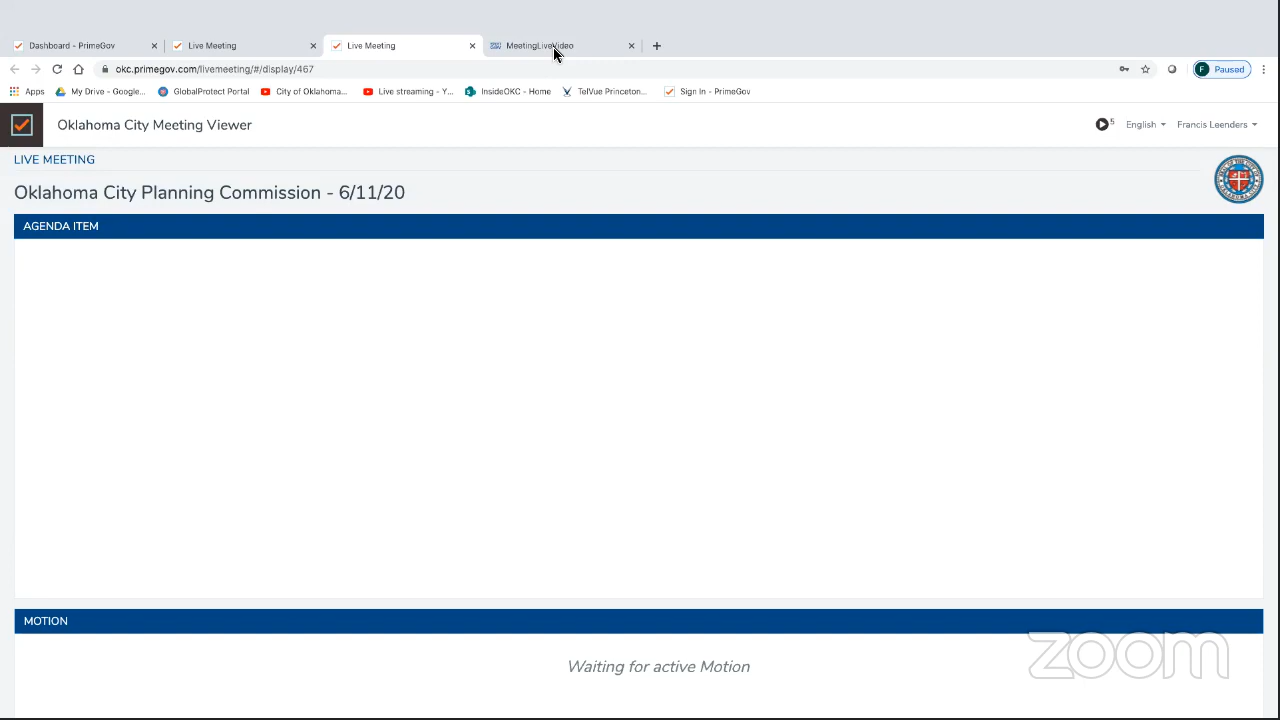 Dashboard - PrimeGov
Live Meeting
Live Meeting
MeetingLiveVideo
okc.primegov.com/livemeeting/#/display/467
F Paused
Apps
My Drive - Google...
GlobalProtect Portal
City of Oklahoma...
Live streaming - Y...
InsideOKC - Home
TelVue Princeton...
Sign In - PrimeGov
Oklahoma City Meeting Viewer
5
English
Francis Leenders
LIVE MEETING
Oklahoma City Planning Commission - 6/11/20
AGENDA ITEM
MOTION
Waiting for active Motion
zoom